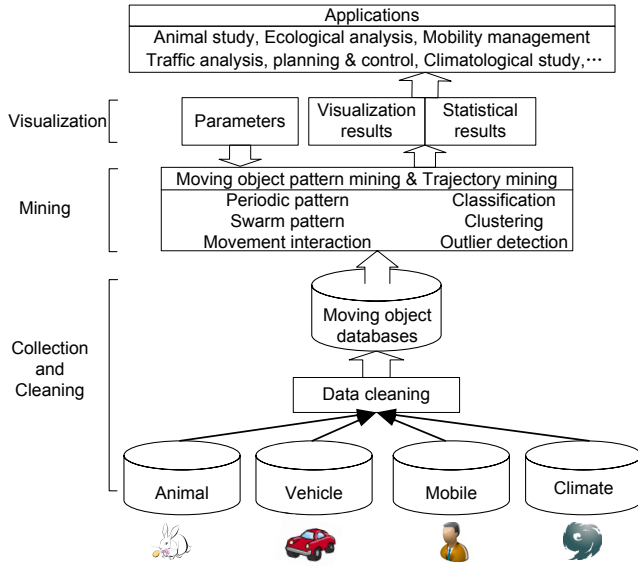 Applications
Animal study, Ecological analysis, Mobility management
Traffic analysis, planning & control, Climatological study,…
Visualization
Parameters
Visualization results
Statistical results
Mining
Moving object pattern mining & Trajectory mining
Periodic pattern
Classification
Swarm pattern
Clustering
Movement interaction
Outlier detection
Collection
and
Cleaning
Moving object
databases
Data cleaning
Animal
Vehicle
Mobile
Climate